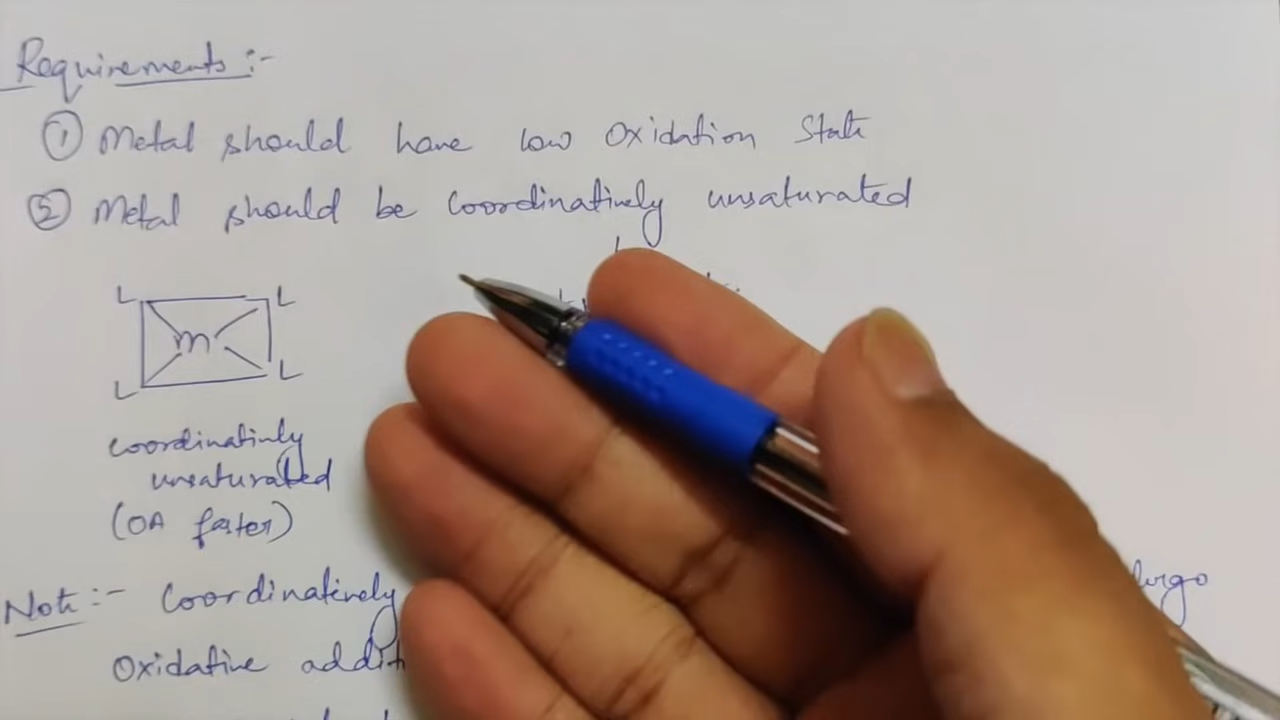 Requirements :-
① Metal should have low Oxidation State
② Metal should be Coordinatively unsaturated
L L
m
L L
Coordinatively
unsaturated
(OA faster)
Note :- Coordinatively
Oxidative